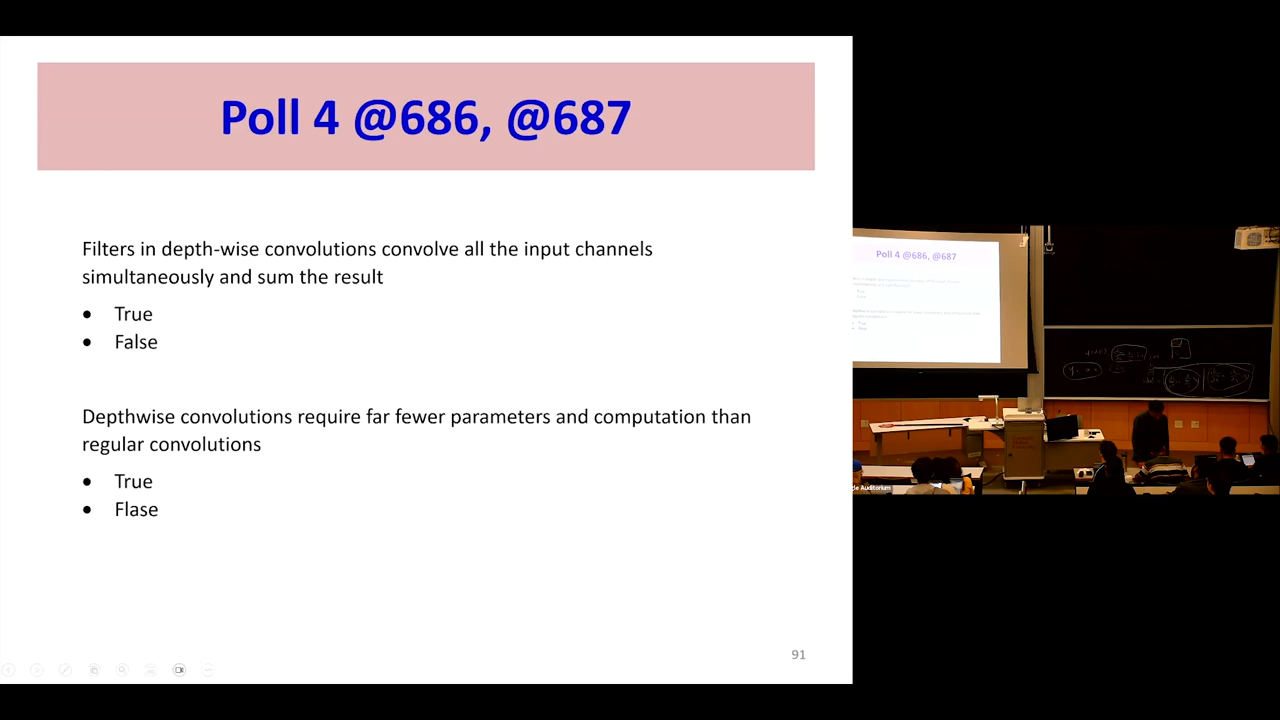 Poll 4 @686, @687
Filters in depth-wise convolutions convolve all the input channels
simultaneously and sum the result
• True
• False
Depthwise convolutions require far fewer parameters and computation than
regular convolutions
• True
• Flase
91
Poll 4 @686, @687